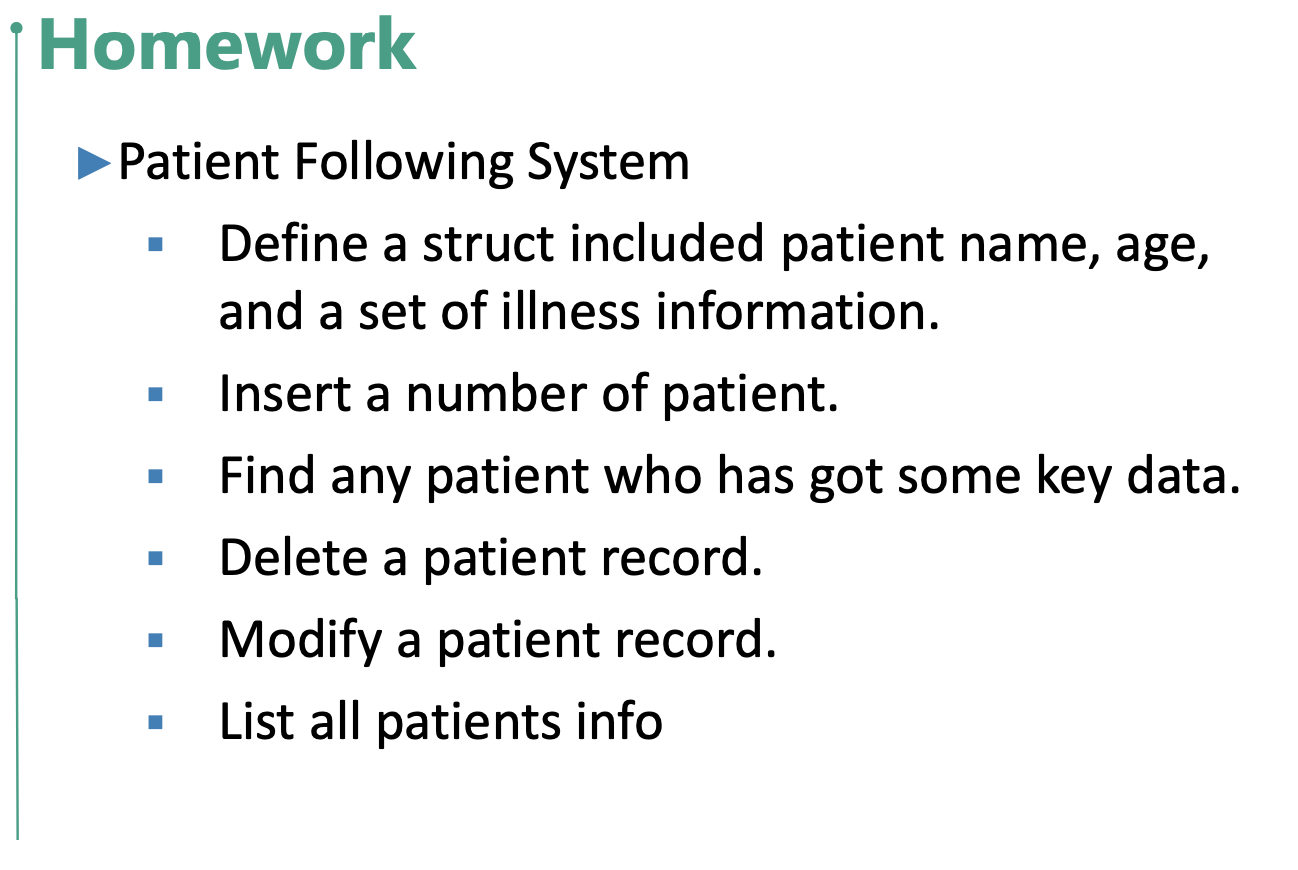 Homework
►Patient Following System
▪ Define a struct included patient name, age,
and a set of illness information.
▪ Insert a number of patient.
▪ Find any patient who has got some key data.
▪ Delete a patient record.
▪ Modify a patient record.
▪ List all patients info